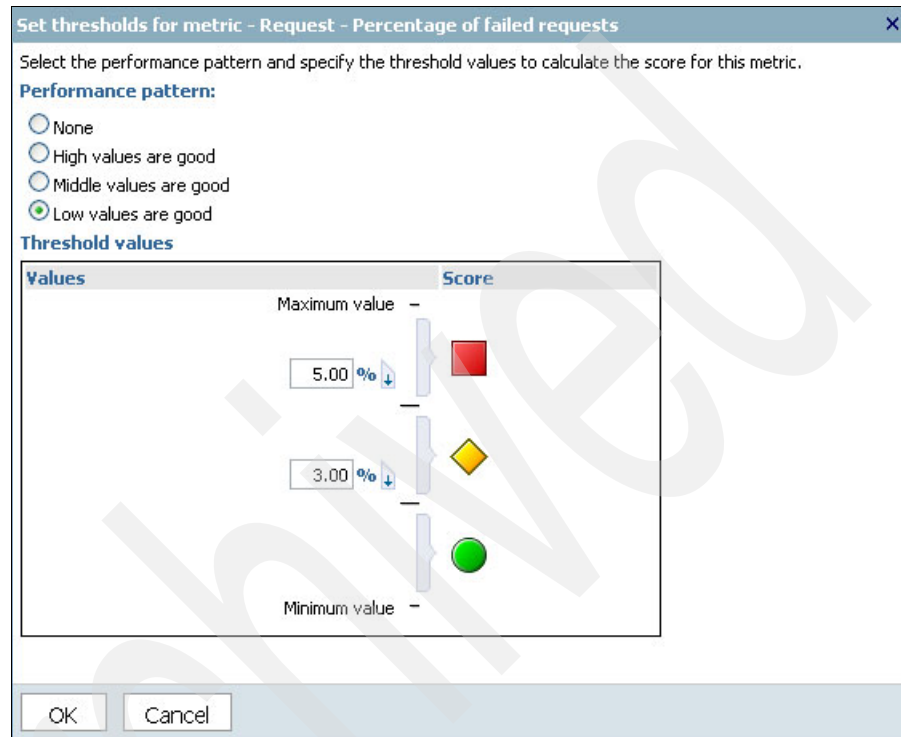 Set thresholds for metric - Request - Percentage of failed requests
Select the performance pattern and specify the threshold values to calculate the score for this metric.
Performance pattern:
None
High values are good
Middle values are good
Low values are good
Threshold values
Values Score
Maximum value -
5.00 %
3.00 %
Minimum value -
OK Cancel